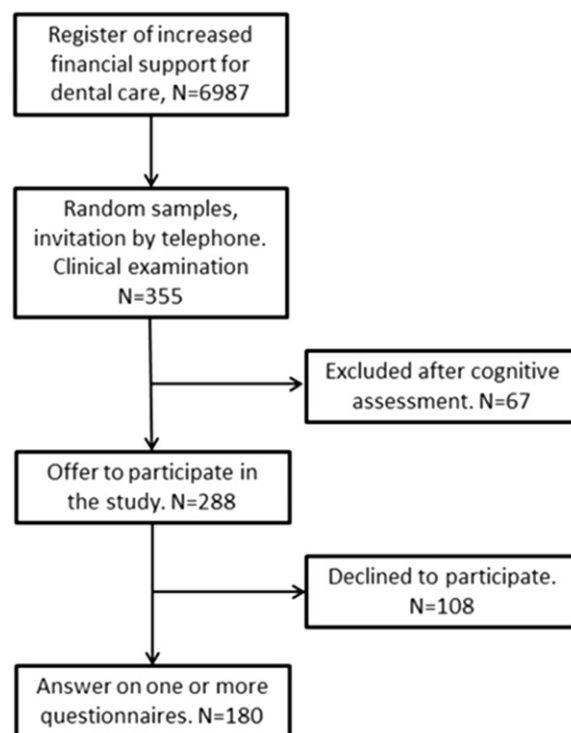 Register of increased
financial support for
dental care, N=6987
Random samples,
invitation by telephone.
Clinical examination
N=355
Excluded after cognitive
assessment. N=67
Offer to participate in
the study. N=288
Declined to participate.
N=108
Answer on one or more
questionnaires. N=180